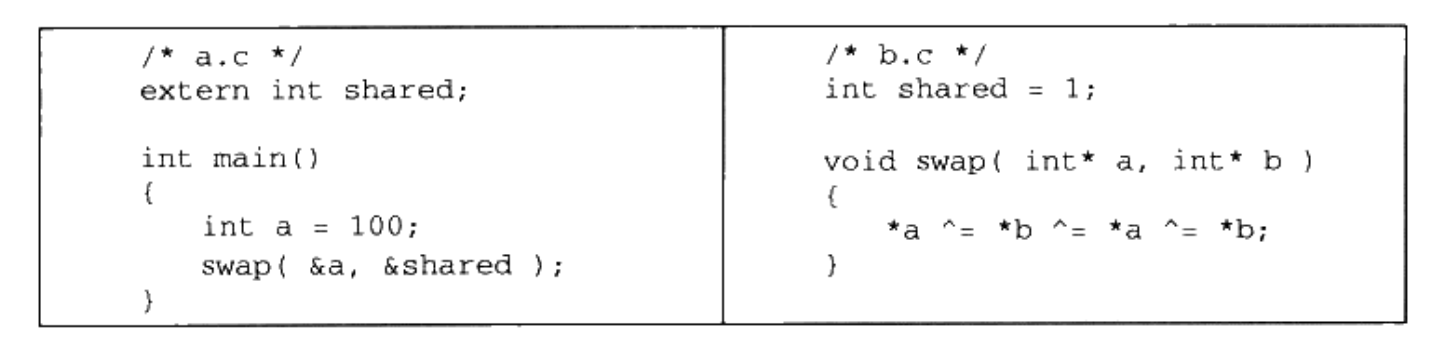 /* a.c */
extern int shared;
int main()
{
int a = 100;
swap( &a, &shared );
}
/* b.c */
int shared = 1;
void swap( int* a, int* b )
{
*a ^= *b ^= *a ^= *b;
}